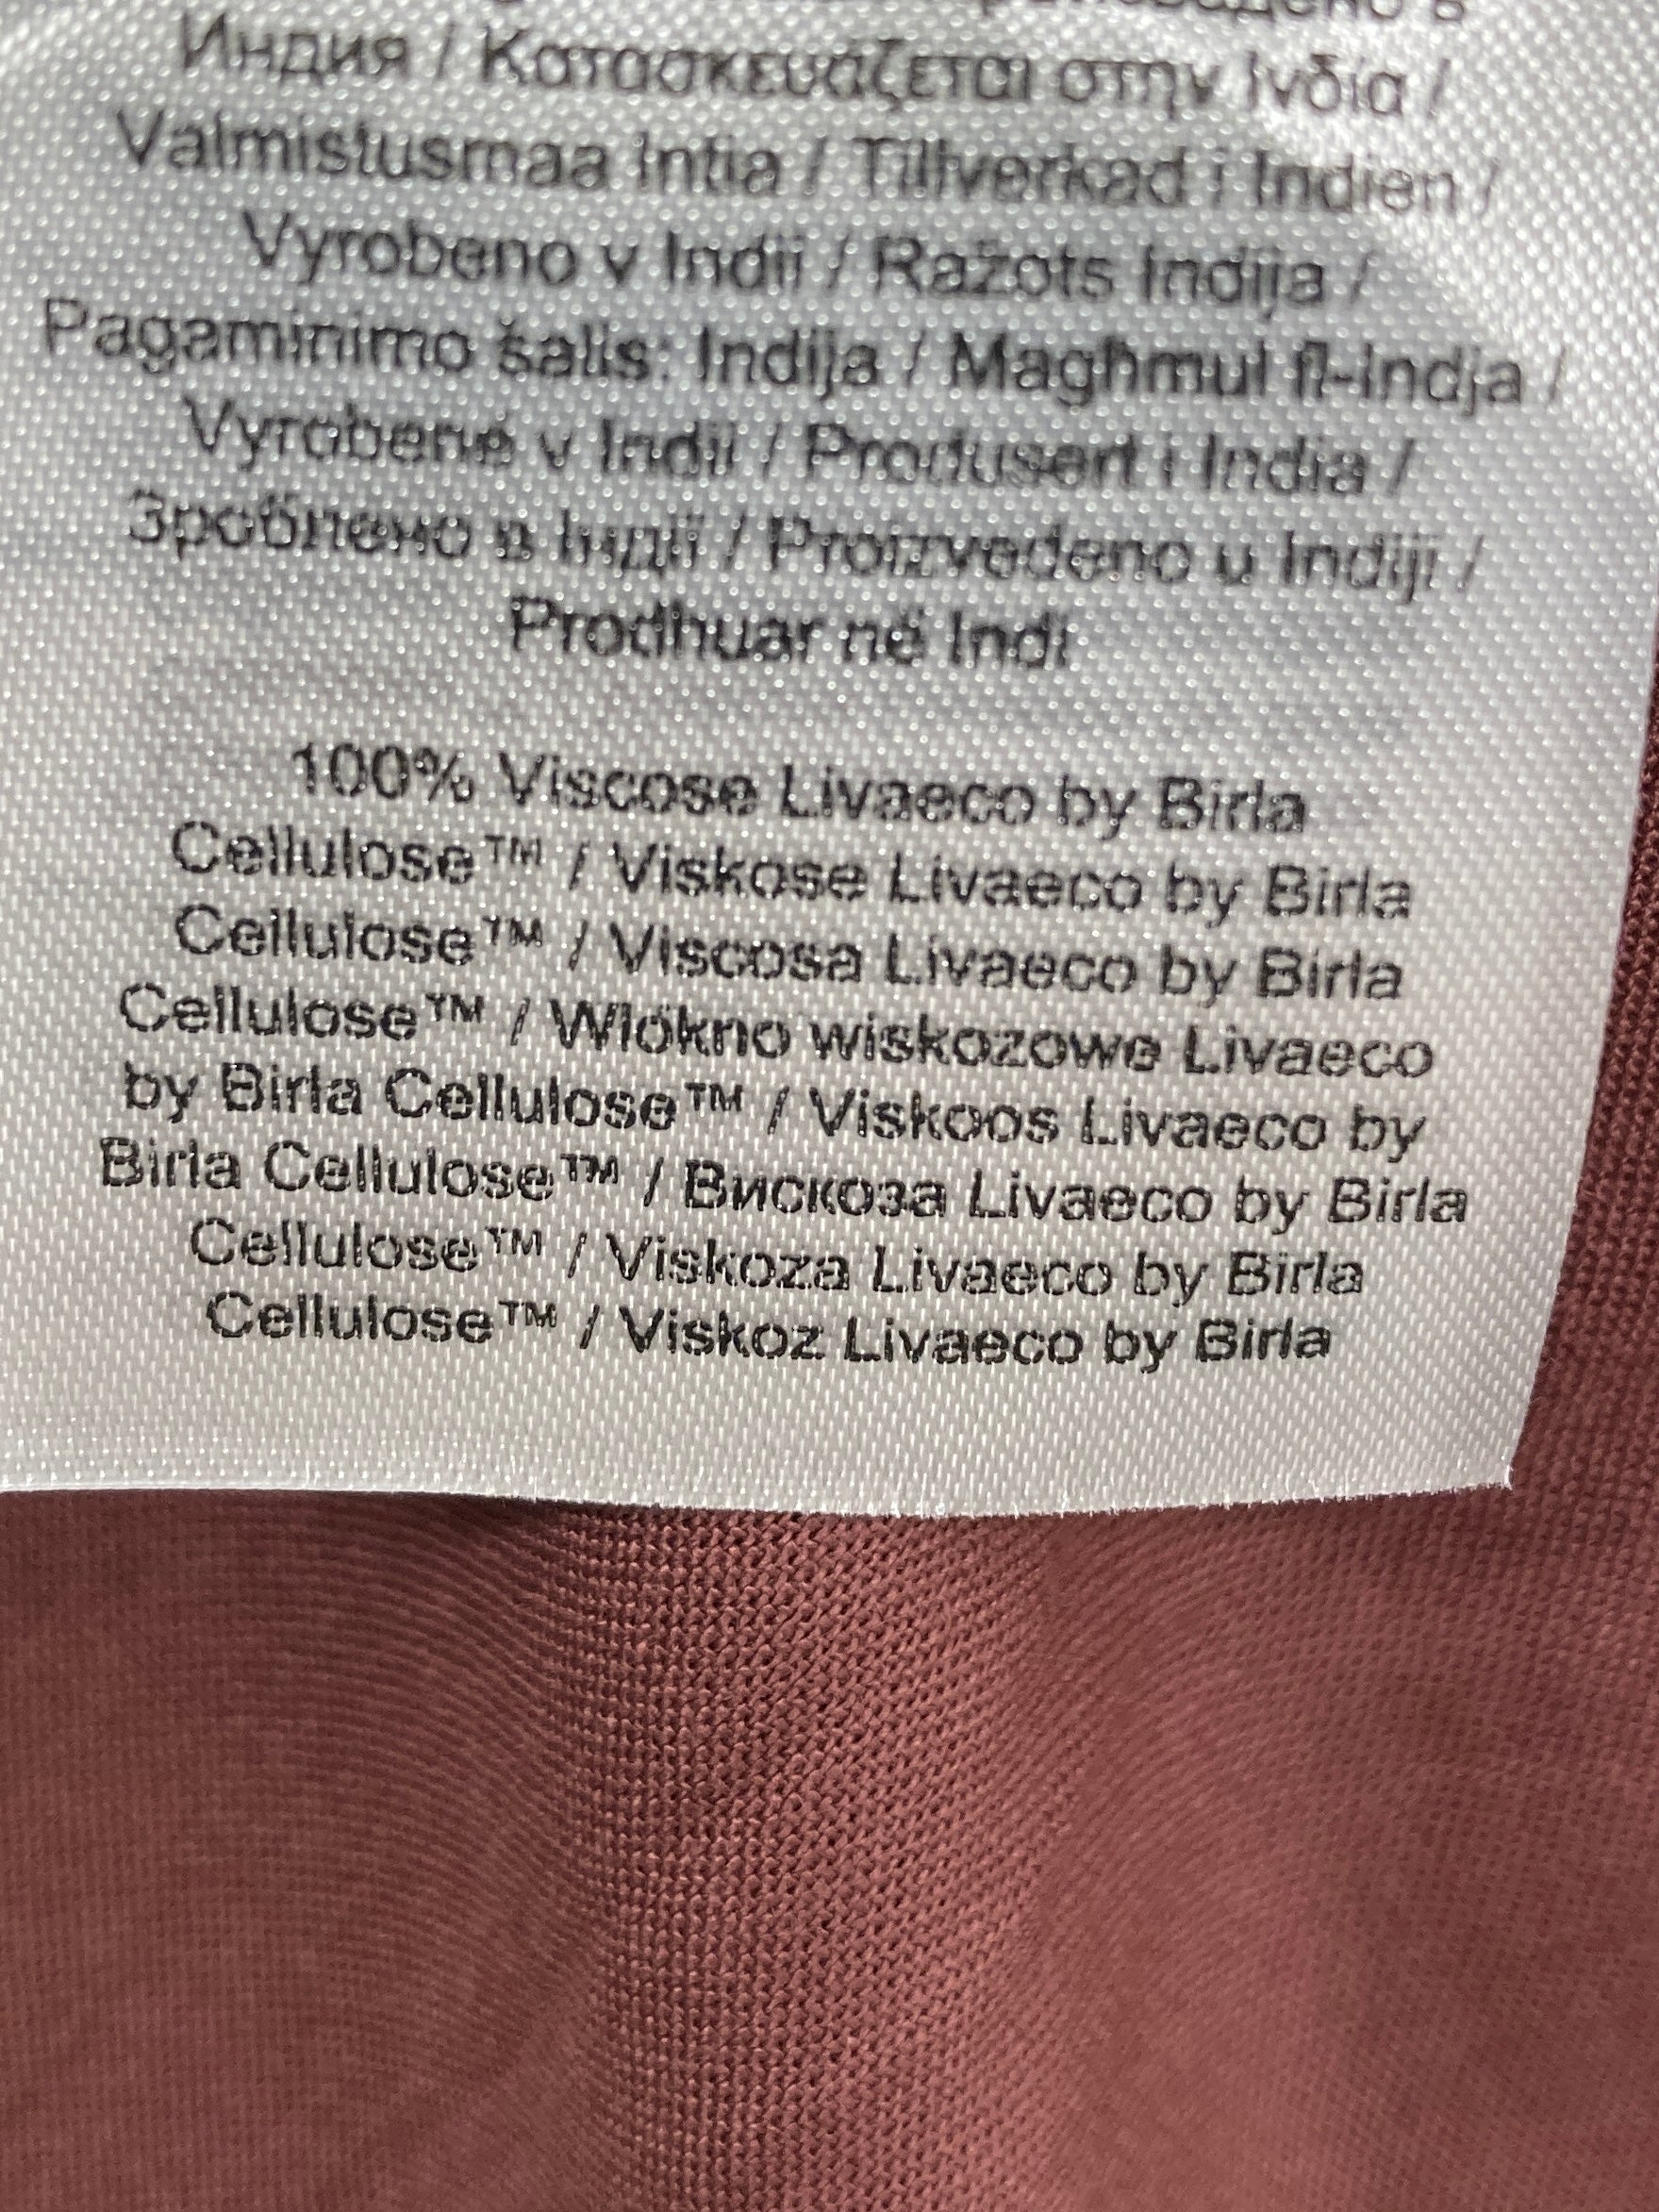 Индия / Κατασκευάζεται στην Ινδία /
Valmistusmaa Intia / Tillverkad i Indien /
Vyrobeno v Indii / Ražots Indija /
Pagaminimo šalis: Indija / Magħmul fl-Indja /
Vyrobené v Indii / Produsert i India /
Зроблено в Індії / Proizvedeno u Indiji /
Prodhuar në Indi
100% Viscose Livaeco by Birla
Cellulose™ / Viskose Livaeco by Birla
Cellulose™ / Viscosa Livaeco by Birla
Cellulose™ / Włókno wiskozowe Livaeco
by Birla Cellulose™ / Viskoos Livaeco by
Birla Cellulose™ / Вискоза Livaeco by Birla
Cellulose™ / Viskoza Livaeco by Birla
Cellulose™ / Viskoz Livaeco by Birla